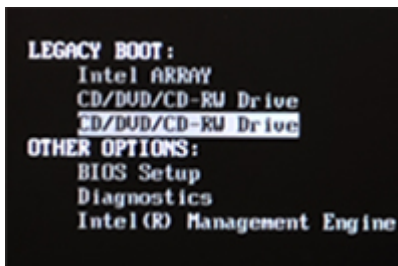 LEGACY BOOT:
Intel ARRAY
CD/DVD/CD-RW Drive
CD/DVD/CD-RW Drive
OTHER OPTIONS:
BIOS Setup
Diagnostics
Intel(R) Management Engine